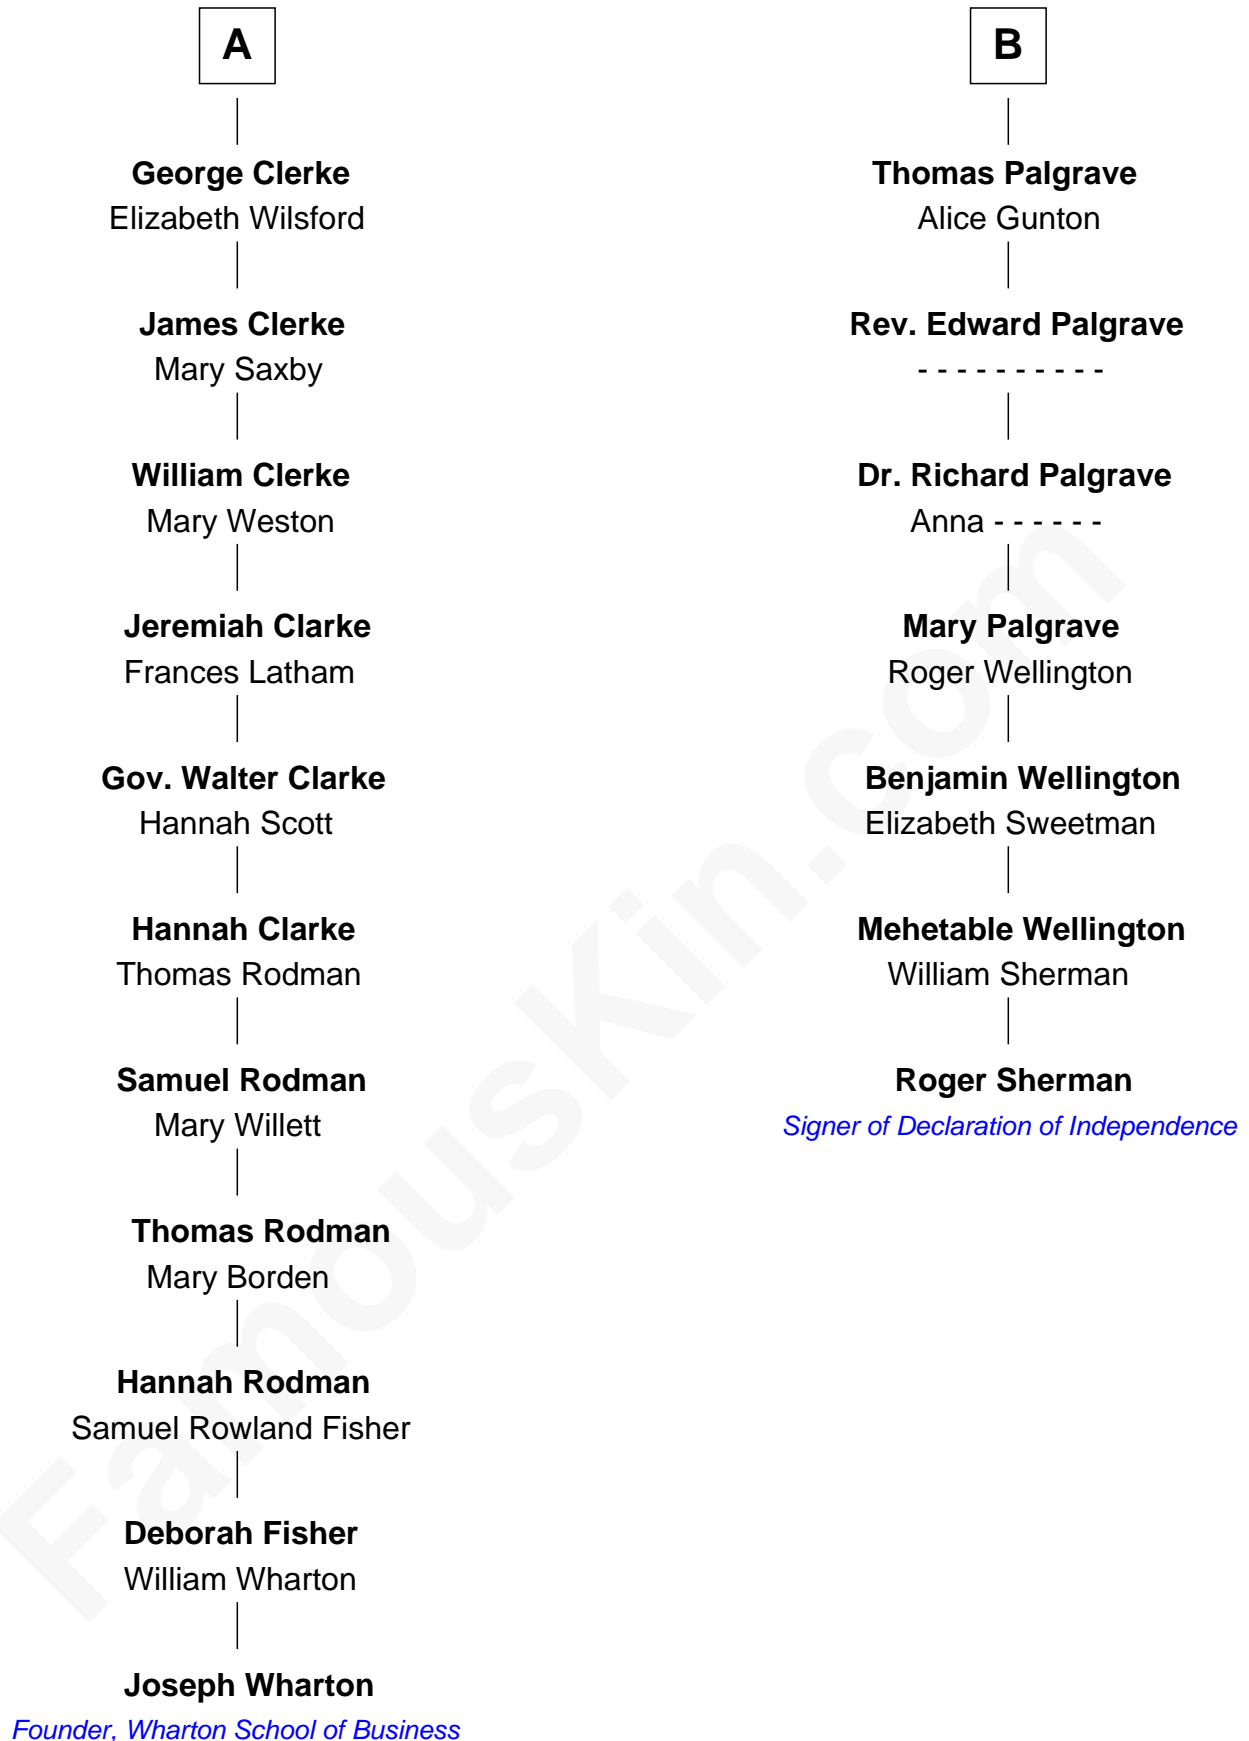 A
George Clerke
Elizabeth Wilsford
James Clerke
Mary Saxby
William Clerke
Mary Weston
Jeremiah Clarke
Frances Latham
Gov. Walter Clarke
Hannah Scott
Hannah Clarke
Thomas Rodman
Samuel Rodman
Mary Willett
Thomas Rodman
Mary Borden
Hannah Rodman
Samuel Rowland Fisher
Deborah Fisher
William Wharton
Joseph Wharton
Founder, Wharton School of Business
B
Thomas Palgrave
Alice Gunton
Rev. Edward Palgrave
- - - - - - - - - -
Dr. Richard Palgrave
Anna - - - - - -
Mary Palgrave
Roger Wellington
Benjamin Wellington
Elizabeth Sweetman
Mehetable Wellington
William Sherman
Roger Sherman
Signer of Declaration of Independence
FamousKin.com